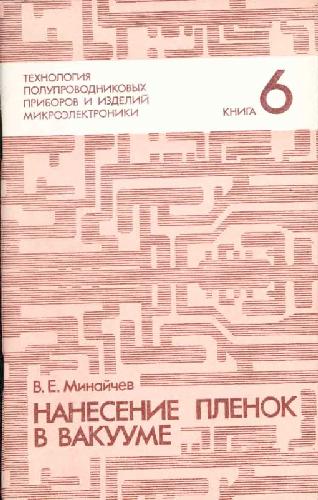 ТЕХНОЛОГИЯ
ПОЛУПРОВОДНИКОВЫХ
ПРИБОРОВ И ИЗДЕЛИЙ
МИКРОЭЛЕКТРОНИКИ
КНИГА 6
В. Е. Минайчев
НАНЕСЕНИЕ ПЛЕНОК
В ВАКУУМЕ